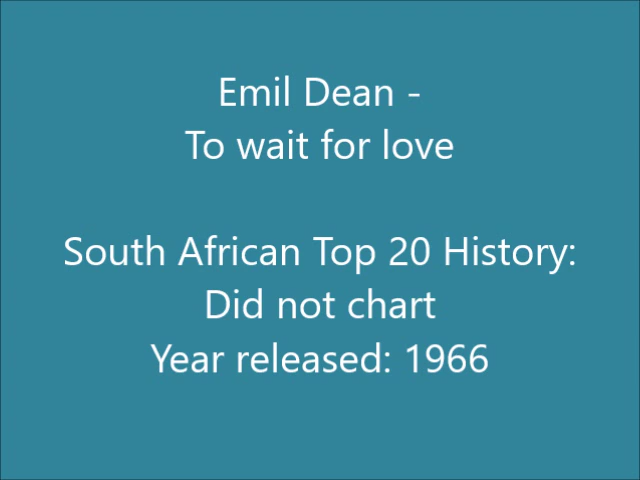 Emil Dean -
To wait for love
South African Top 20 History:
Did not chart
Year released: 1966